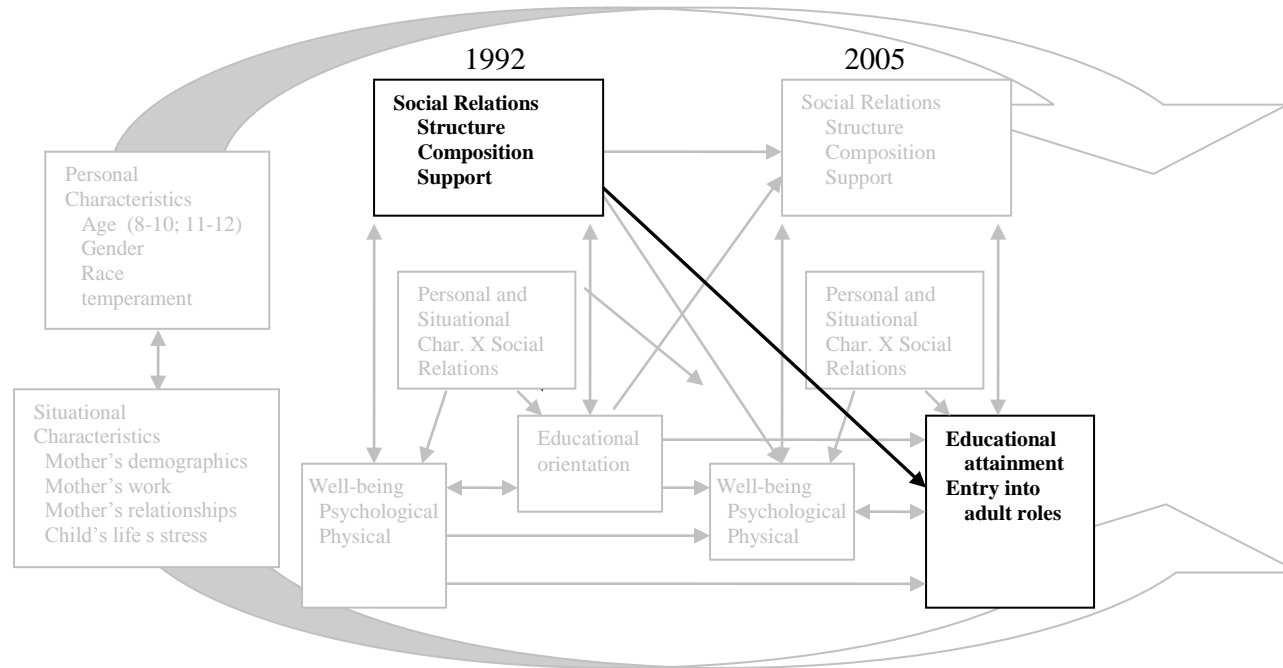 1992
2005
Social Relations
Structure
Composition
Support
Social Relations
Structure
Composition
Support
Personal
Characteristics
Age (8-10; 11-12)
Gender
Race
temperament
Personal and
Situational
Char. X Social
Relations
Personal and
Situational
Char. X Social
Relations
Situational
Characteristics
Mother's demographics
Mother's work
Mother's relationships
Child's life s stress
Educational
orientation
Educational
attainment
Entry into
adult roles
Well-being
Psychological
Physical
Well-being
Psychological
Physical